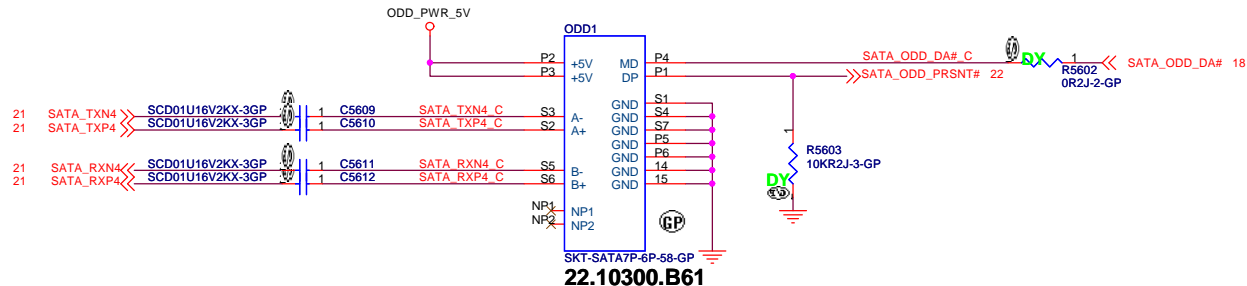 ODD_PWR_5V
ODD1
P2 +5V MD P4 SATA_ODD_DA#_C DY 1 SATA_ODD_DA# 18
R5602
0R2J-2-GP
P3 +5V DP P1 SATA_ODD_PRSNT# 22
GND S1
21 SATA_TXN4 SCD01U16V2KX-3GP 1 C5609 SATA_TXN4_C S3 A- GND S4
21 SATA_TXP4 SCD01U16V2KX-3GP 1 C5610 SATA_TXP4_C S2 A+ GND S7
GND P5
1
R5603
10KR2J-3-GP
DY
GND P6
21 SATA_RXN4 SCD01U16V2KX-3GP 1 C5611 SATA_RXN4_C S5 B- GND 14
21 SATA_RXP4 SCD01U16V2KX-3GP 1 C5612 SATA_RXP4_C S6 B+ GND 15
NP1 NP1
NP2 NP2
GP
SKT-SATA7P-6P-58-GP
22.10300.B61